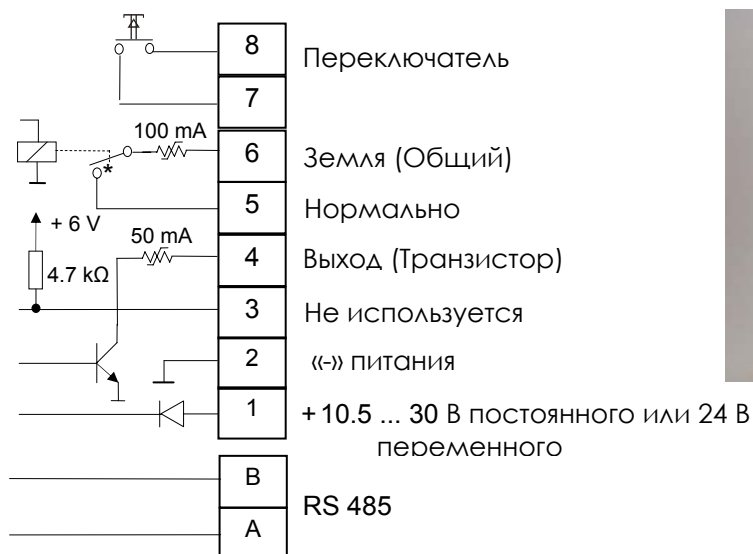 8 Переключатель
7
100 mA
6 Земля (Общий)
*
5 Нормально
+ 6 V
50 mA
4 Выход (Транзистор)
4.7 kΩ
3 Не используется
2 «-» питания
1 + 10.5 ... 30 В постоянного или 24 В
переменного
B
RS 485
A